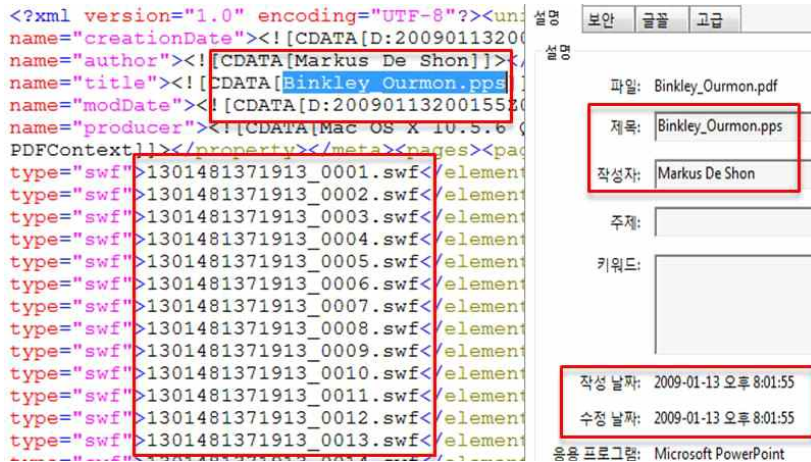 <?xml version="1.0" encoding="UTF-8"?><uni
name="creationDate"><![CDATA[D:2009011320
name="author"><![CDATA[Markus De Shon]]></
name="title"><![CDATA[Binkley_Ourmon.pps
name="modDate"><![CDATA[D:20090113200155Z0
name="producer"><![CDATA[Mac OS X 10.5.6 Q
PDFContext]]></property></meta><pages><pag
type="swf">1301481371913_0001.swf</element
type="swf">1301481371913_0002.swf</element
type="swf">1301481371913_0003.swf</element
type="swf">1301481371913_0004.swf</element
type="swf">1301481371913_0005.swf</element
type="swf">1301481371913_0006.swf</element
type="swf">1301481371913_0007.swf</element
type="swf">1301481371913_0008.swf</element
type="swf">1301481371913_0009.swf</element
type="swf">1301481371913_0010.swf</element
type="swf">1301481371913_0011.swf</element
type="swf">1301481371913_0012.swf</element
type="swf">1301481371913_0013.swf</element
type="swf">1301481371913_0014.swf</element
설명 보안 글꼴 고급
설명
파일: Binkley_Ourmon.pdf
제목: Binkley_Ourmon.pps
작성자: Markus De Shon
주제:
키워드:
작성 날짜: 2009-01-13 오후 8:01:55
수정 날짜: 2009-01-13 오후 8:01:55
응용 프로그램: Microsoft PowerPoint